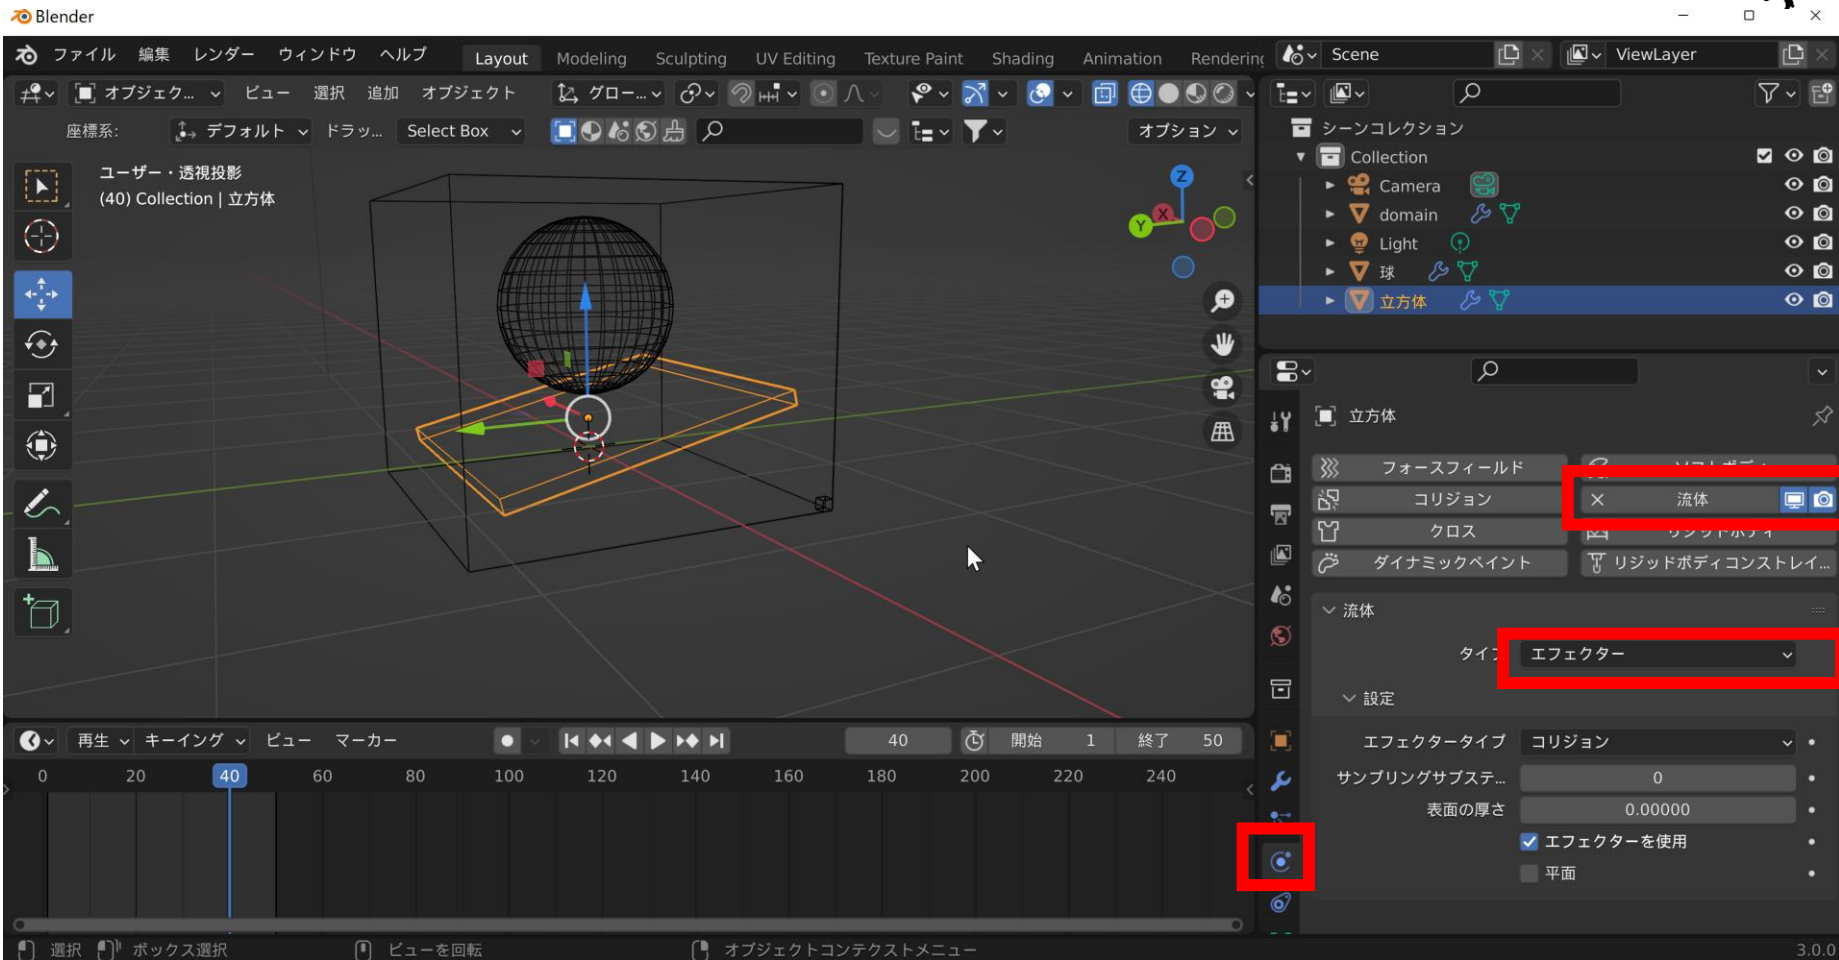 Blender
ファイル 編集 レンダー ウィンドウ ヘルプ Layout Modeling Sculpting UV Editing Texture Paint Shading Animation Rendering Scene ViewLayer
オブジェク... ビュー 選択 追加 オブジェクト グロー...
座標系: デフォルト ドラッ... Select Box オプション
ユーザー・透視投影
(40) Collection | 立方体
Z
X
Y
シーンコレクション
Collection
Camera
domain
Light
球
立方体
立方体
フォースフィールド
コリジョン 流体
クロス
ダイナミックペイント リジッドボディコンストレイ...
流体
タイプ エフェクター
設定
エフェクタータイプ コリジョン
サンプリングサブステ... 0
表面の厚さ 0.00000
エフェクターを使用
平面
再生 キーイング ビュー マーカー 40 開始 1 終了 50
0 20 40 60 80 100 120 140 160 180 200 220 240
選択 ボックス選択 ビューを回転 オブジェクトコンテクストメニュー 3.0.0